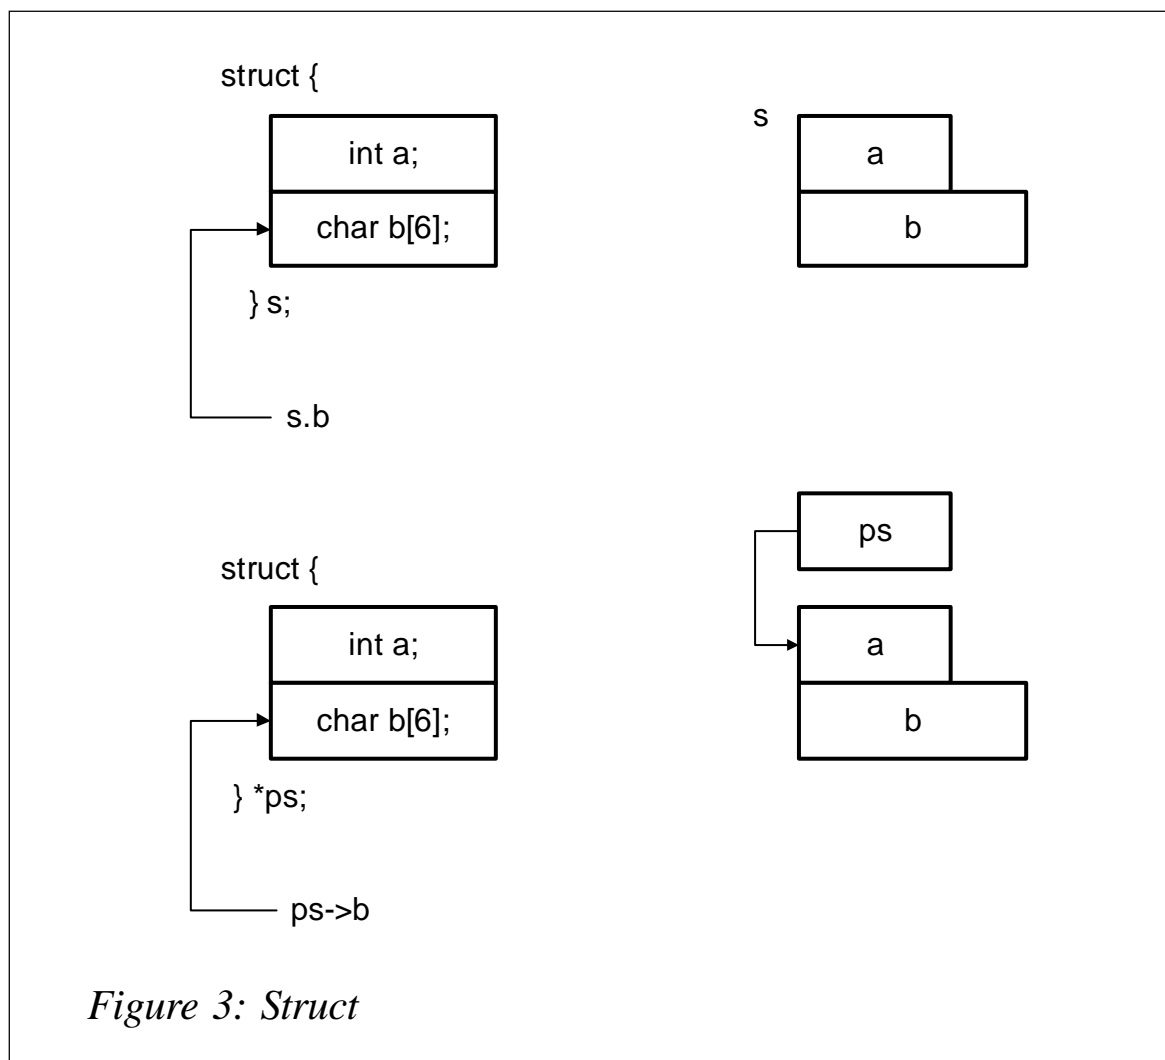 struct {
int a;
char b[6];
} s;
s.b
s
a
b
struct {
int a;
char b[6];
} *ps;
ps->b
ps
a
b
Figure 3: Struct